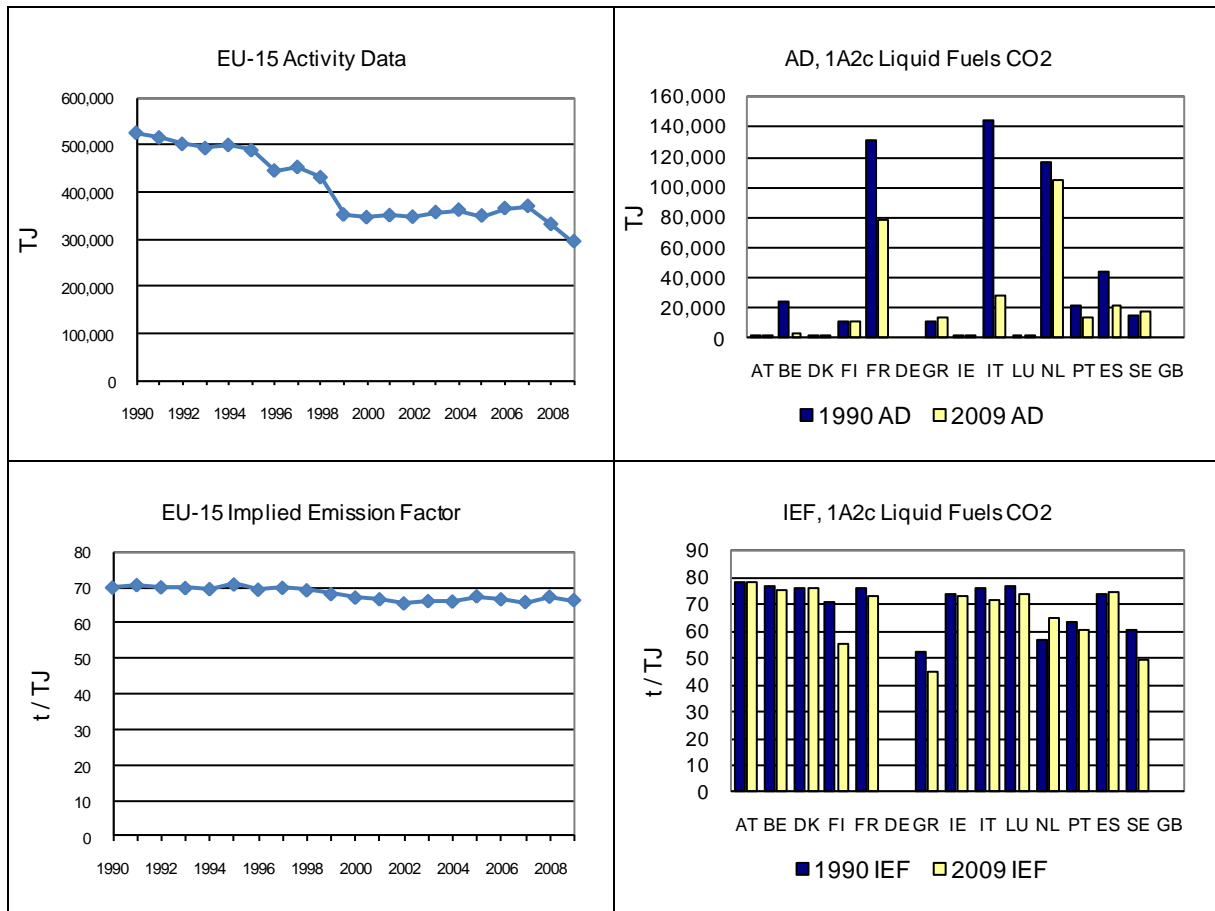 EU-15 Activity Data
600,000
500,000
400,000
300,000
200,000
100,000
0
TJ
1990 1992 1994 1996 1998 2000 2002 2004 2006 2008
AD, 1A2c Liquid Fuels CO2
160,000
140,000
120,000
100,000
80,000
60,000
40,000
20,000
0
TJ
AT BE DK FI FR DE GR IE IT LU NL PT ES SE GB
1990 AD 2009 AD
EU-15 Implied Emission Factor
80
70
60
50
40
30
20
10
0
t / TJ
1990 1992 1994 1996 1998 2000 2002 2004 2006 2008
IEF, 1A2c Liquid Fuels CO2
90
80
70
60
50
40
30
20
10
0
t / TJ
AT BE DK FI FR DE GR IE IT LU NL PT ES SE GB
1990 IEF 2009 IEF